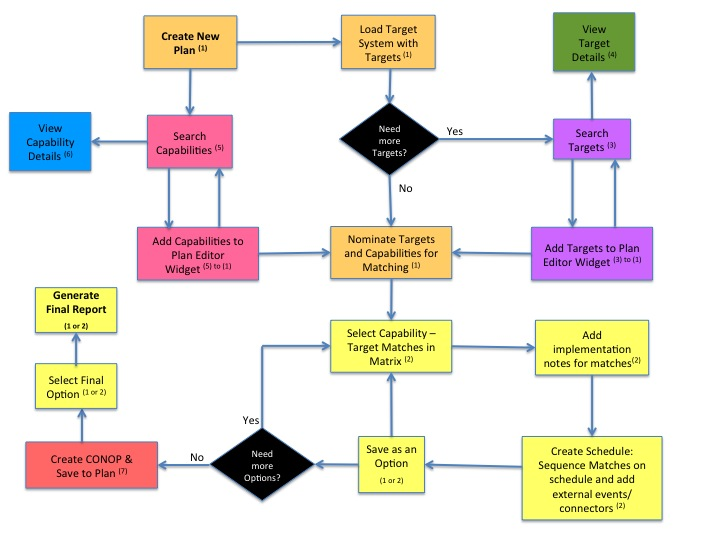 Create New
Plan (1)
Load Target
System with
Targets (1)
View
Target
Details (4)
View
Capability
Details (6)
Search
Capabilities (5)
Need
more
Targets?
Yes
Search
Targets (3)
No
Add Capabilities to
Plan Editor
Widget (5) to (1)
Nominate Targets
and Capabilities for
Matching (1)
Add Targets to Plan
Editor Widget (3) to (1)
Generate
Final Report
(1 or 2)
Select Capability –
Target Matches in
Matrix (2)
Add
implementation
notes for matches(2)
Select Final
Option (1 or 2)
Yes
Create CONOP &
Save to Plan (7)
No
Need
more
Options?
Save as an
Option
(1 or 2)
Create Schedule:
Sequence Matches on
schedule and add
external events/
connectors (2)